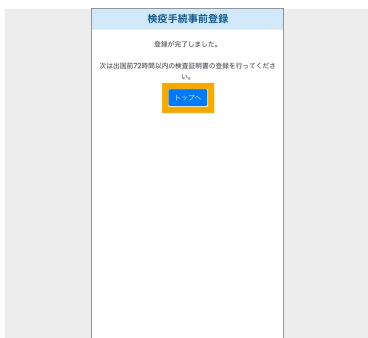 検疫手続事前登録
登録が完了しました。
次は出国前72時間以内の検査証明書の登録を行ってくださ
い。
トップへ